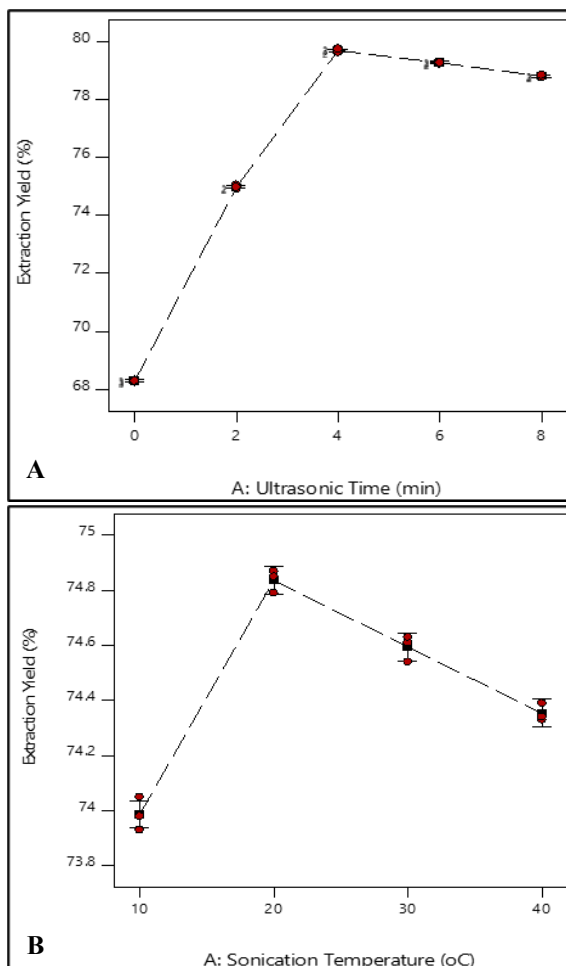 80
78
76
74
72
70
68
Extraction Yield (%)
2
0 2 4 6 8
A
A: Ultrasonic Time (min)
75
74.8
74.6
74.4
74.2
74
73.8
Extraction Yield (%)
10 20 30 40
B
A: Sonication Temperature (oC)